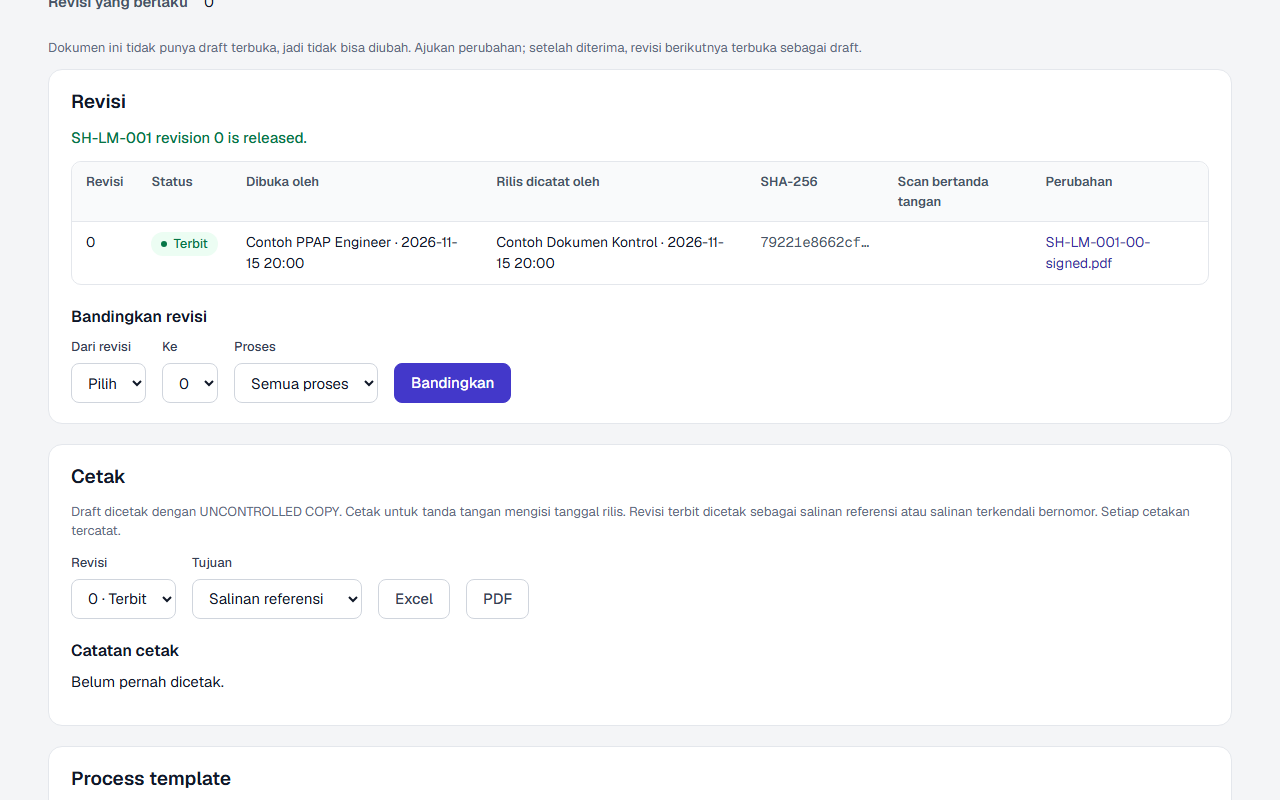 Revisi yang berlaku 0
Dokumen ini tidak punya draft terbuka, jadi tidak bisa diubah. Ajukan perubahan; setelah diterima, revisi berikutnya terbuka sebagai draft.
Revisi
SH-LM-001 revision 0 is released.
Revisi Status Dibuka oleh Rilis dicatat oleh SHA-256 Scan bertanda Perubahan
tangan
0 Terbit Contoh PPAP Engineer · 2026-11- Contoh Dokumen Kontrol · 2026-11- 79221e8662cf… SH-LM-001-00-
15 20:00 15 20:00 signed.pdf
Bandingkan revisi
Dari revisi Ke Proses
Pilih 0 Semua proses Bandingkan
Cetak
Draft dicetak dengan UNCONTROLLED COPY. Cetak untuk tanda tangan mengisi tanggal rilis. Revisi terbit dicetak sebagai salinan referensi atau salinan terkendali bernomor. Setiap cetakan
tercatat.
Revisi Tujuan
0 · Terbit Salinan referensi Excel PDF
Catatan cetak
Belum pernah dicetak.
Process template